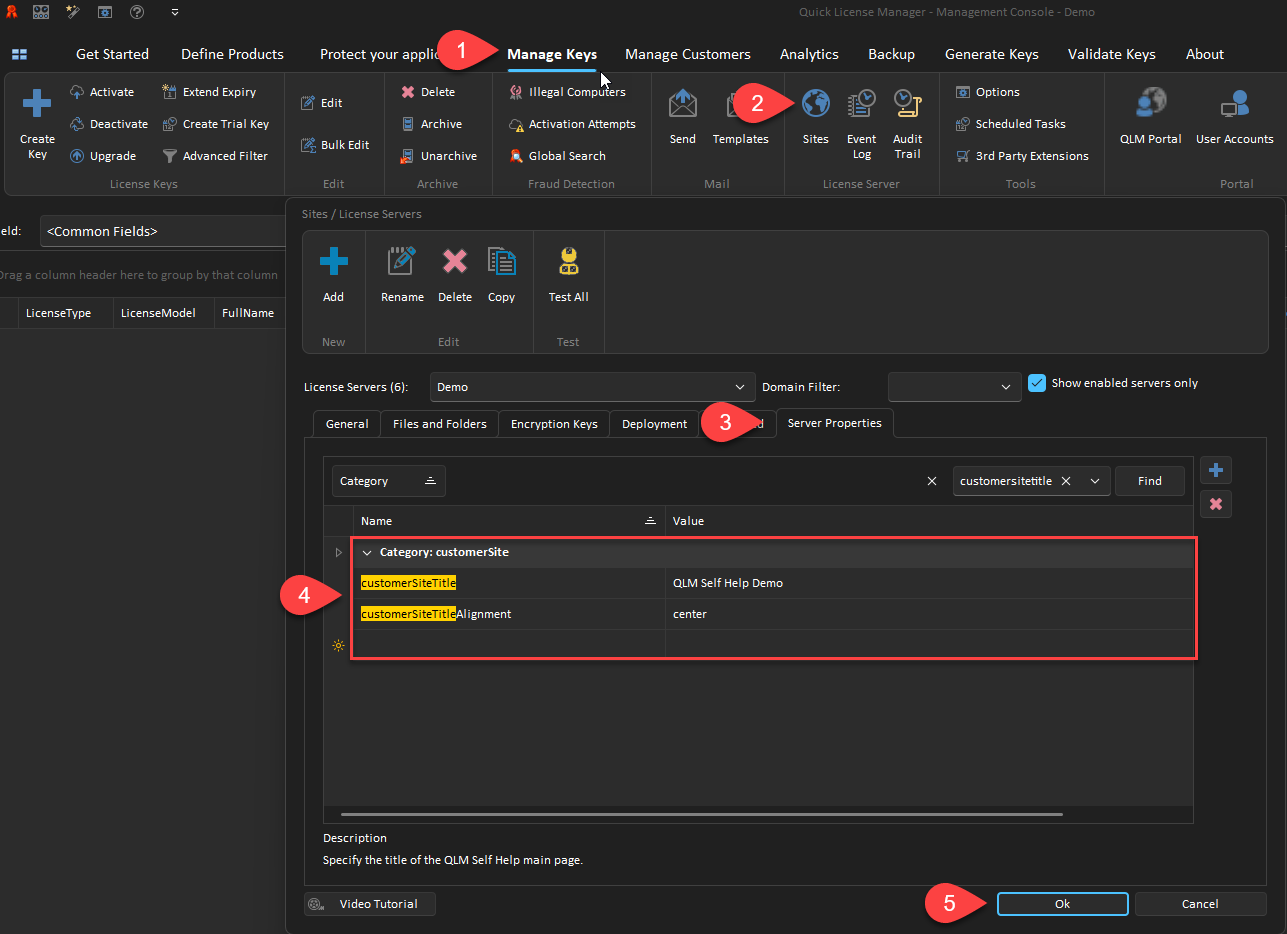 Quick License Manager - Management Console - Demo
Get Started
Define Products
Protect your applic
1
Manage Keys
Manage Customers
Analytics
Backup
Generate Keys
Validate Keys
About
Create
Key
Activate
Deactivate
Upgrade
Extend Expiry
Create Trial Key
Advanced Filter
License Keys
Edit
Bulk Edit
Edit
Delete
Archive
Unarchive
Archive
Illegal Computers
Activation Attempts
Global Search
Fraud Detection
Send
Templates
Mail
2
Sites
Event
Log
Audit
Trail
License Server
Options
Scheduled Tasks
3rd Party Extensions
Tools
QLM Portal
User Accounts
Portal
eld:
<Common Fields>
Drag a column header here to group by that column
LicenseType
LicenseModel
FullName
Sites / License Servers
Add
New
Rename
Delete
Copy
Edit
Test All
Test
License Servers (6):
Demo
Domain Filter:
Show enabled servers only
General
Files and Folders
Encryption Keys
Deployment
3
d
Server Properties
Category
customersitetitle
Find
Name
Value
Category: customerSite
customerSiteTitle
QLM Self Help Demo
4
customerSiteTitleAlignment
center
Description
Specify the title of the QLM Self Help main page.
Video Tutorial
5
Ok
Cancel